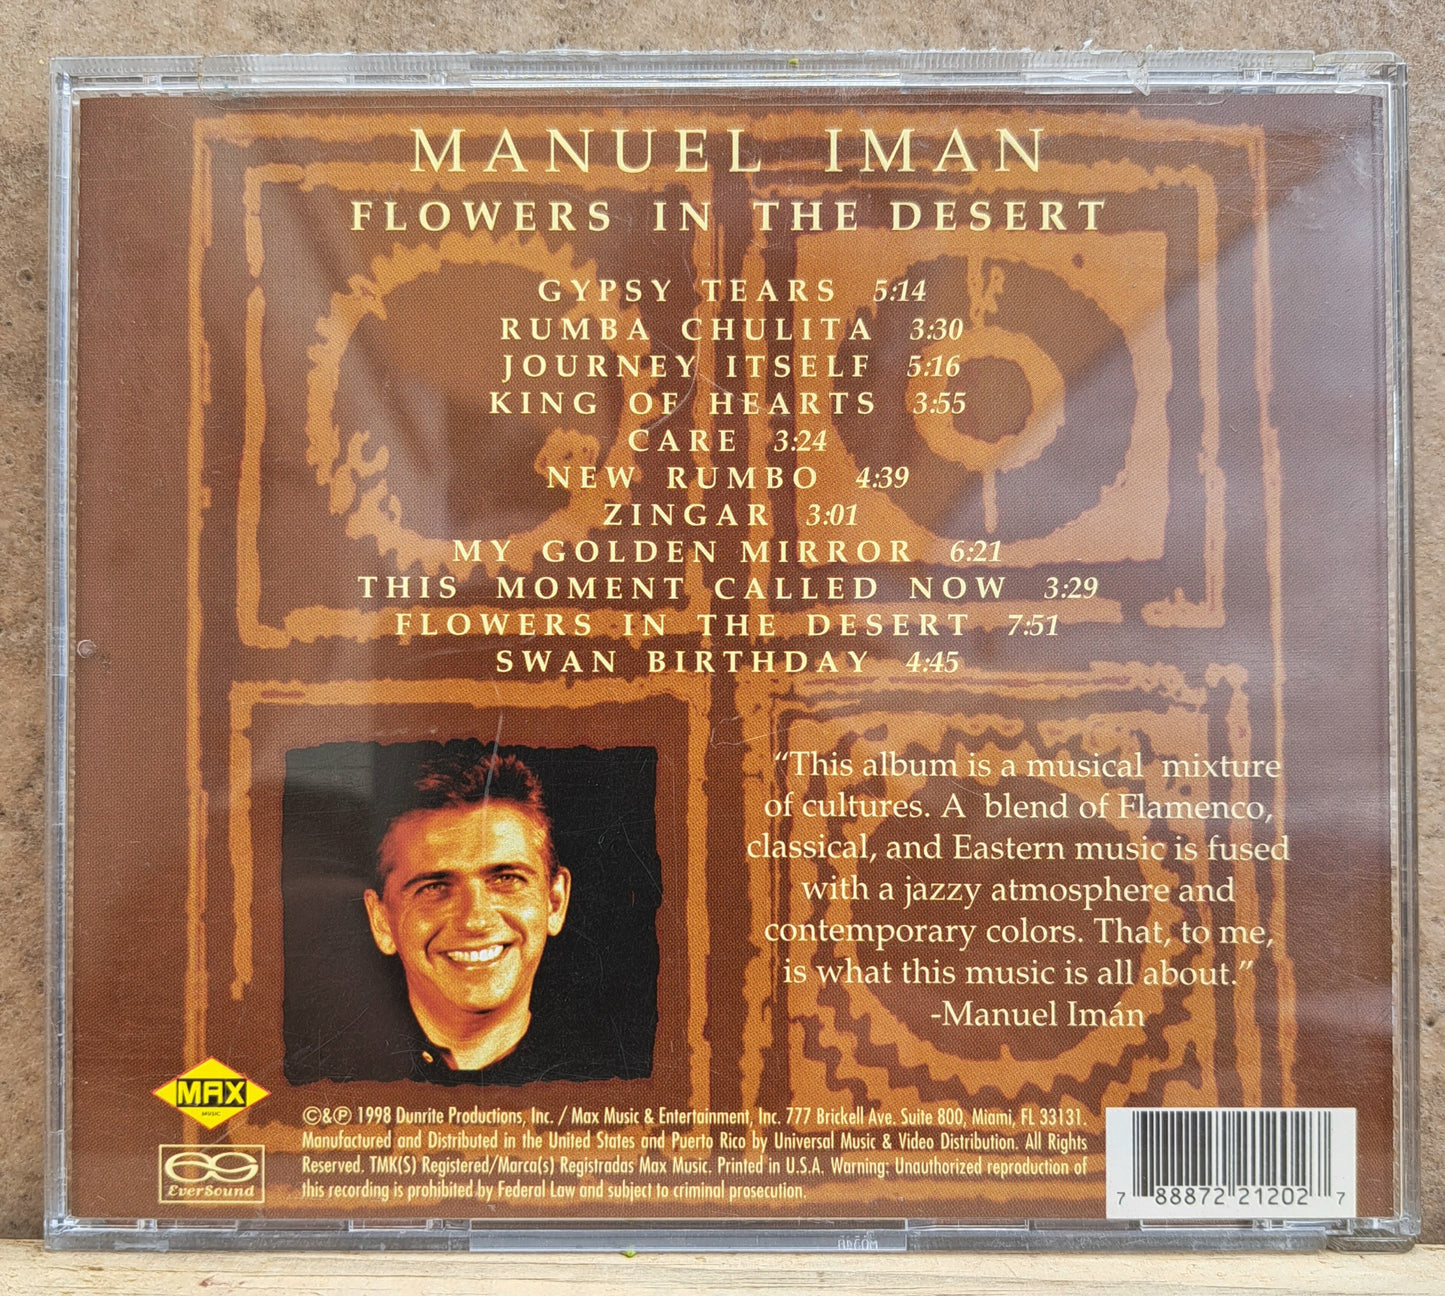 MANUEL IMAN
FLOWERS IN THE DESERT
GYPSY TEARS 5:14
RUMBA CHULITA 3:30
JOURNEY ITSELF 5:16
KING OF HEARTS 3:55
CARE 3:24
NEW RUMBO 4:39
ZINGAR 3:01
MY GOLDEN MIRROR 6:21
THIS MOMENT CALLED NOW 3:29
FLOWERS IN THE DESERT 7:51
SWAN BIRTHDAY 4:45
“This album is a musical mixture
of cultures. A blend of Flamenco,
classical, and Eastern music is fused
with a jazzy atmosphere and
contemporary colors. That, to me,
is what this music is all about.”
-Manuel Imán
MAX
MUSIC
EverSound
©&℗ 1998 Dunrite Productions, Inc. / Max Music & Entertainment, Inc. 777 Brickell Ave. Suite 800, Miami, FL 33131.
Manufactured and Distributed in the United States and Puerto Rico by Universal Music & Video Distribution. All Rights
Reserved. TMK(S) Registered/Marca(s) Registradas Max Music. Printed in U.S.A. Warning: Unauthorized reproduction of
this recording is prohibited by Federal Law and subject to criminal prosecution.
7 88872 21202 7